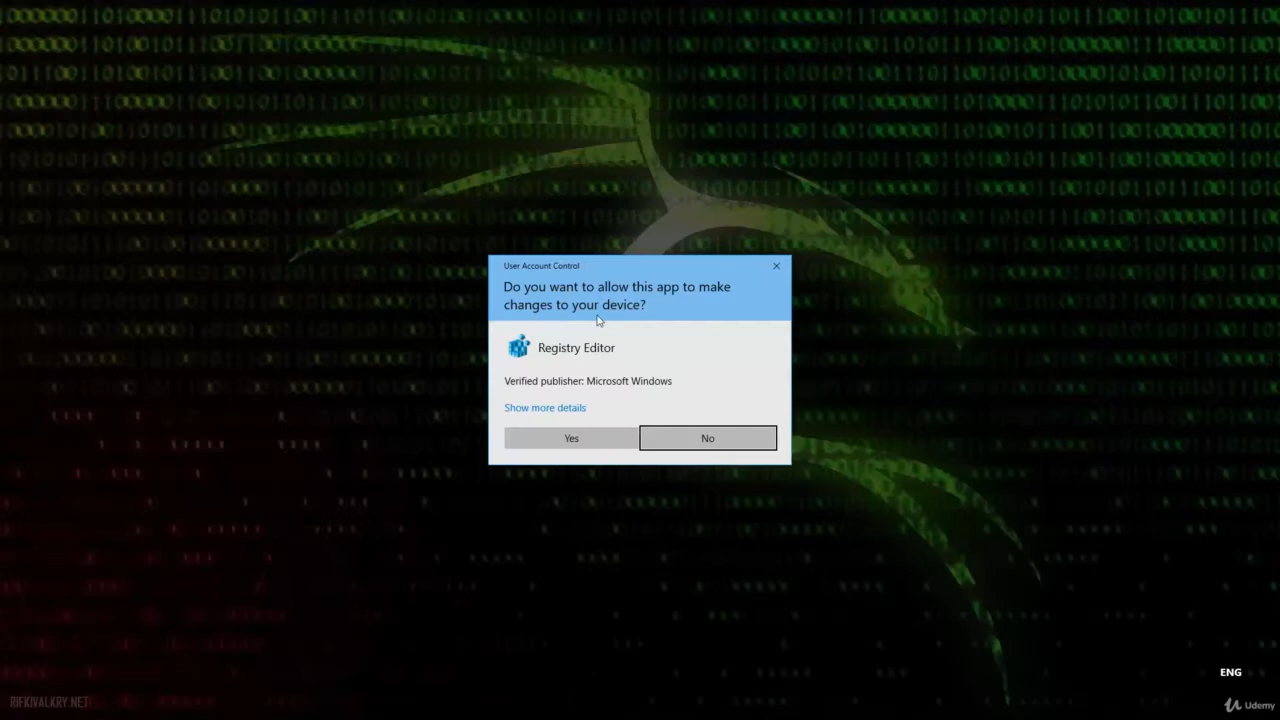 User Account Control
Do you want to allow this app to make
changes to your device?
Registry Editor
Verified publisher: Microsoft Windows
Show more details
Yes
No
ENG
RIFKIVALKRY.NET
Udemy